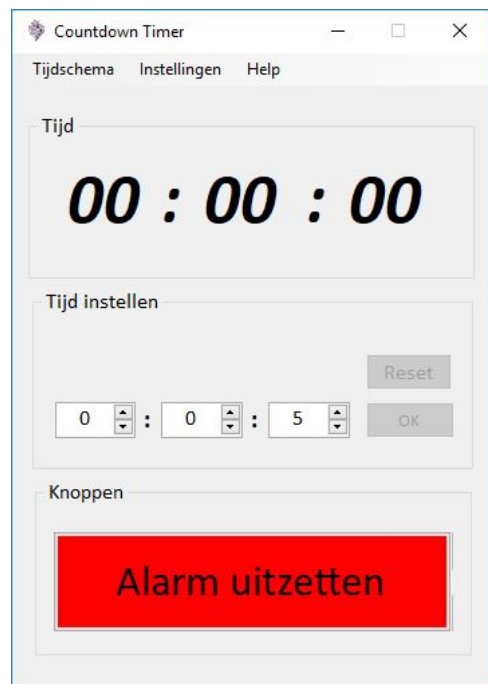 Countdown Timer
Tijdschema Instellingen Help
Tijd
00 : 00 : 00
Tijd instellen
Reset
0 : 0 : 5
OK
Knoppen
Alarm uitzetten